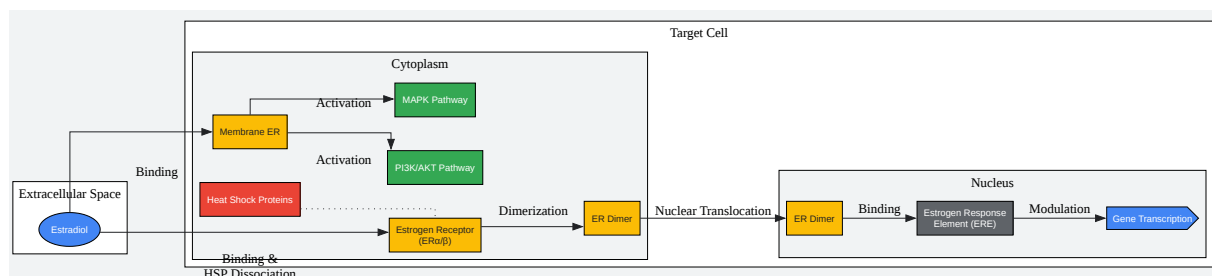 Target Cell
Cytoplasm
MAPK Pathway
Activation
Membrane ER
Activation
PI3K/AKT Pathway
Binding
Extracellular Space
Estradiol
Heat Shock Proteins
Estrogen Receptor
(ERα/β)
Binding &
HSP Dissociation
Dimerization
ER Dimer
Nuclear Translocation
Nucleus
ER Dimer
Binding
Estrogen Response
Element (ERE)
Modulation
Gene Transcription